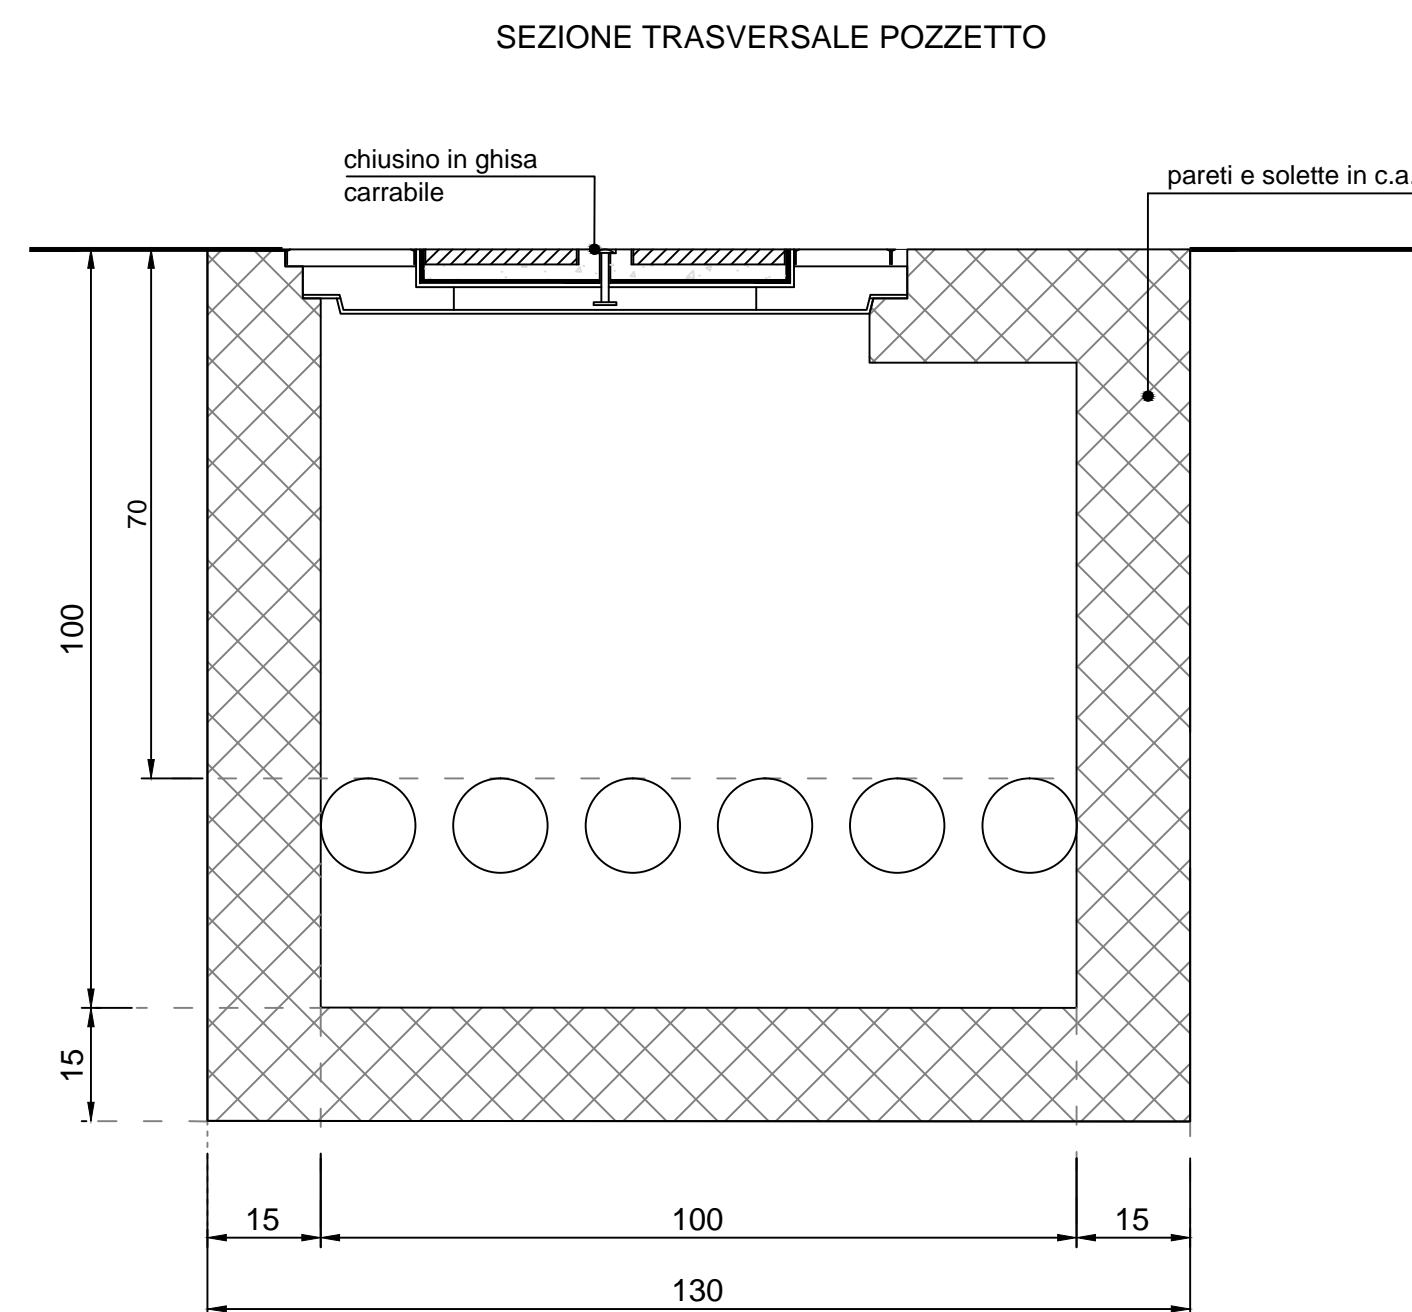 SEZIONE TRASVERSALE POZZETTO
chiusino in ghisa
carrabile
pareti e solette in c.a.
70
100
15
15
100
15
130